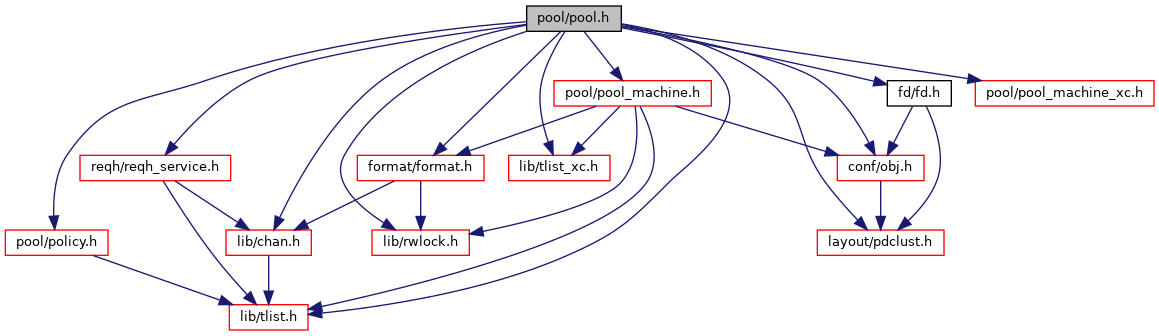 pool/pool.h
pool/pool_machine.h
fd/fd.h
pool/pool_machine_xc.h
reqh/reqh_service.h
format/format.h
lib/tlist_xc.h
conf/obj.h
pool/policy.h
lib/chan.h
lib/rwlock.h
layout/pdclust.h
lib/tlist.h